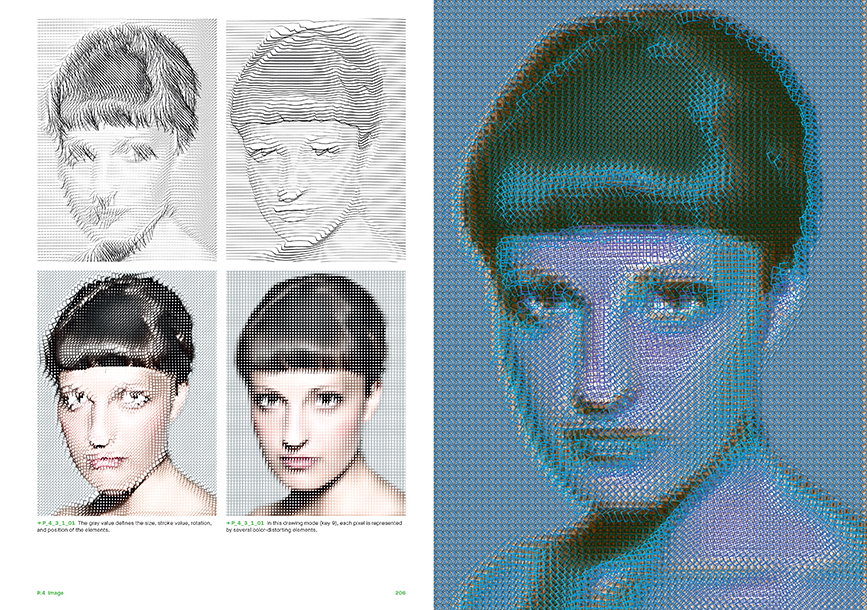 → P_4_3_1_01 The gray value defines the size, stroke value, rotation,
and position of the elements.
→ P_4_3_1_01 In this drawing mode (key 9), each pixel is represented
by several color-distorting elements.
P.4 Image
206